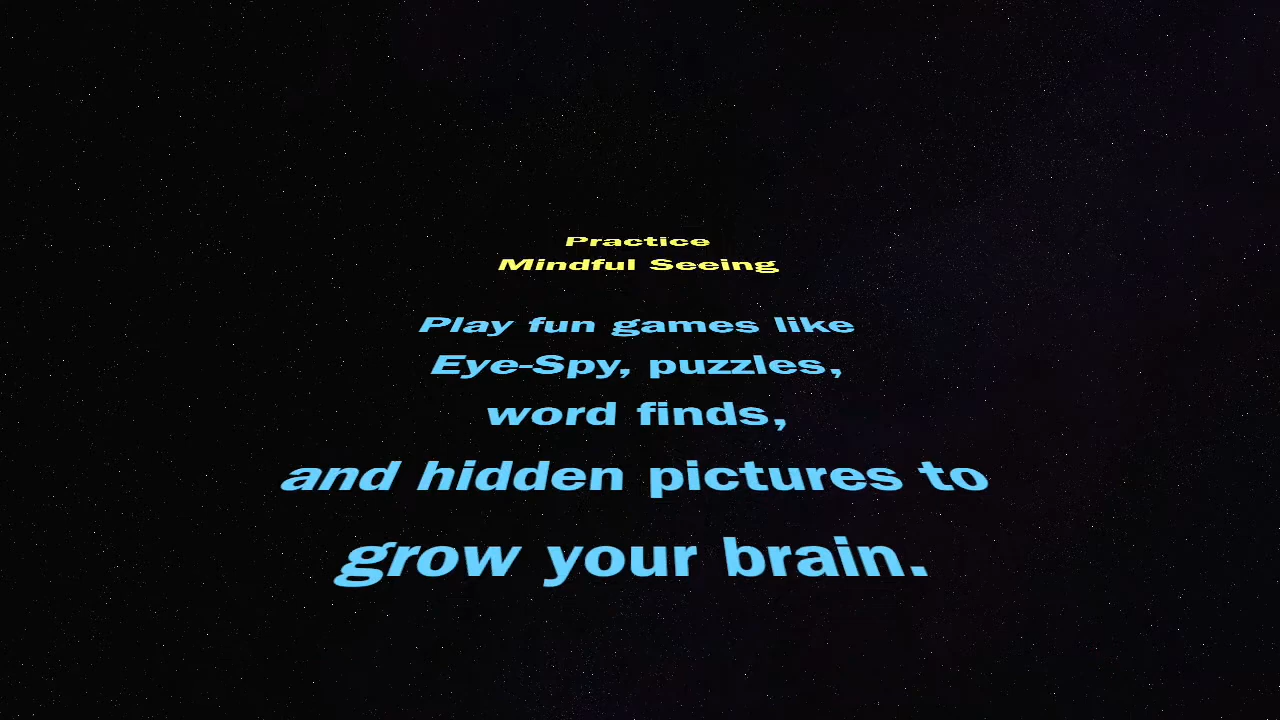 Practice
Mindful Seeing
Play fun games like
Eye-Spy, puzzles,
word finds,
and hidden pictures to
grow your brain.